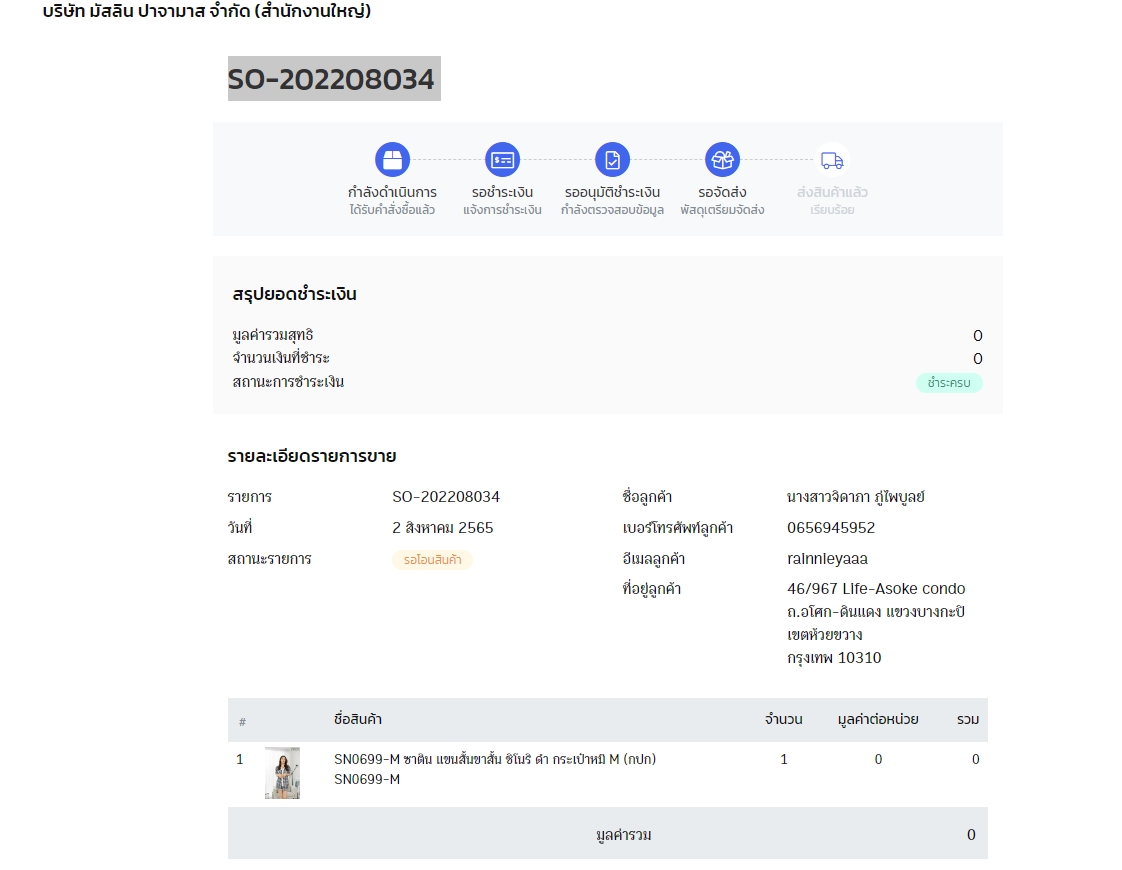 บริษัท มัสลิน ปาจามาส จำกัด (สำนักงานใหญ่)
SO-202208034
กำลังดำเนินการ
ได้รับคำสั่งซื้อแล้ว
รอชำระเงิน
แจ้งการชำระเงิน
รออนุมัติชำระเงิน
กำลังตรวจสอบข้อมูล
รอจัดส่ง
พัสดุเตรียมจัดส่ง
ส่งสินค้าแล้ว
เรียบร้อย
สรุปยอดชำระเงิน
มูลค่ารวมสุทธิ 0
จำนวนเงินที่ชำระ 0
สถานะการชำระเงิน ชำระครบ
รายละเอียดรายการขาย
รายการ SO-202208034
วันที่ 2 สิงหาคม 2565
สถานะรายการ รอโอนสินค้า
ชื่อลูกค้า นางสาวจิดาภา ภู่ไพบูลย์
เบอร์โทรศัพท์ลูกค้า 0656945952
อีเมลลูกค้า rainnieyaaa
ที่อยู่ลูกค้า 46/967 Life-Asoke condo
ถ.อโศก-ดินแดง แขวงบางกะปิ
เขตห้วยขวาง
กรุงเทพ 10310
# ชื่อสินค้า จำนวน มูลค่าต่อหน่วย รวม
1 SN0699-M ซาติน แขนสั้นขาสั้น ชิโนริ ดำ กระเป๋าหมี M (กปก) 1 0 0
SN0699-M
มูลค่ารวม 0